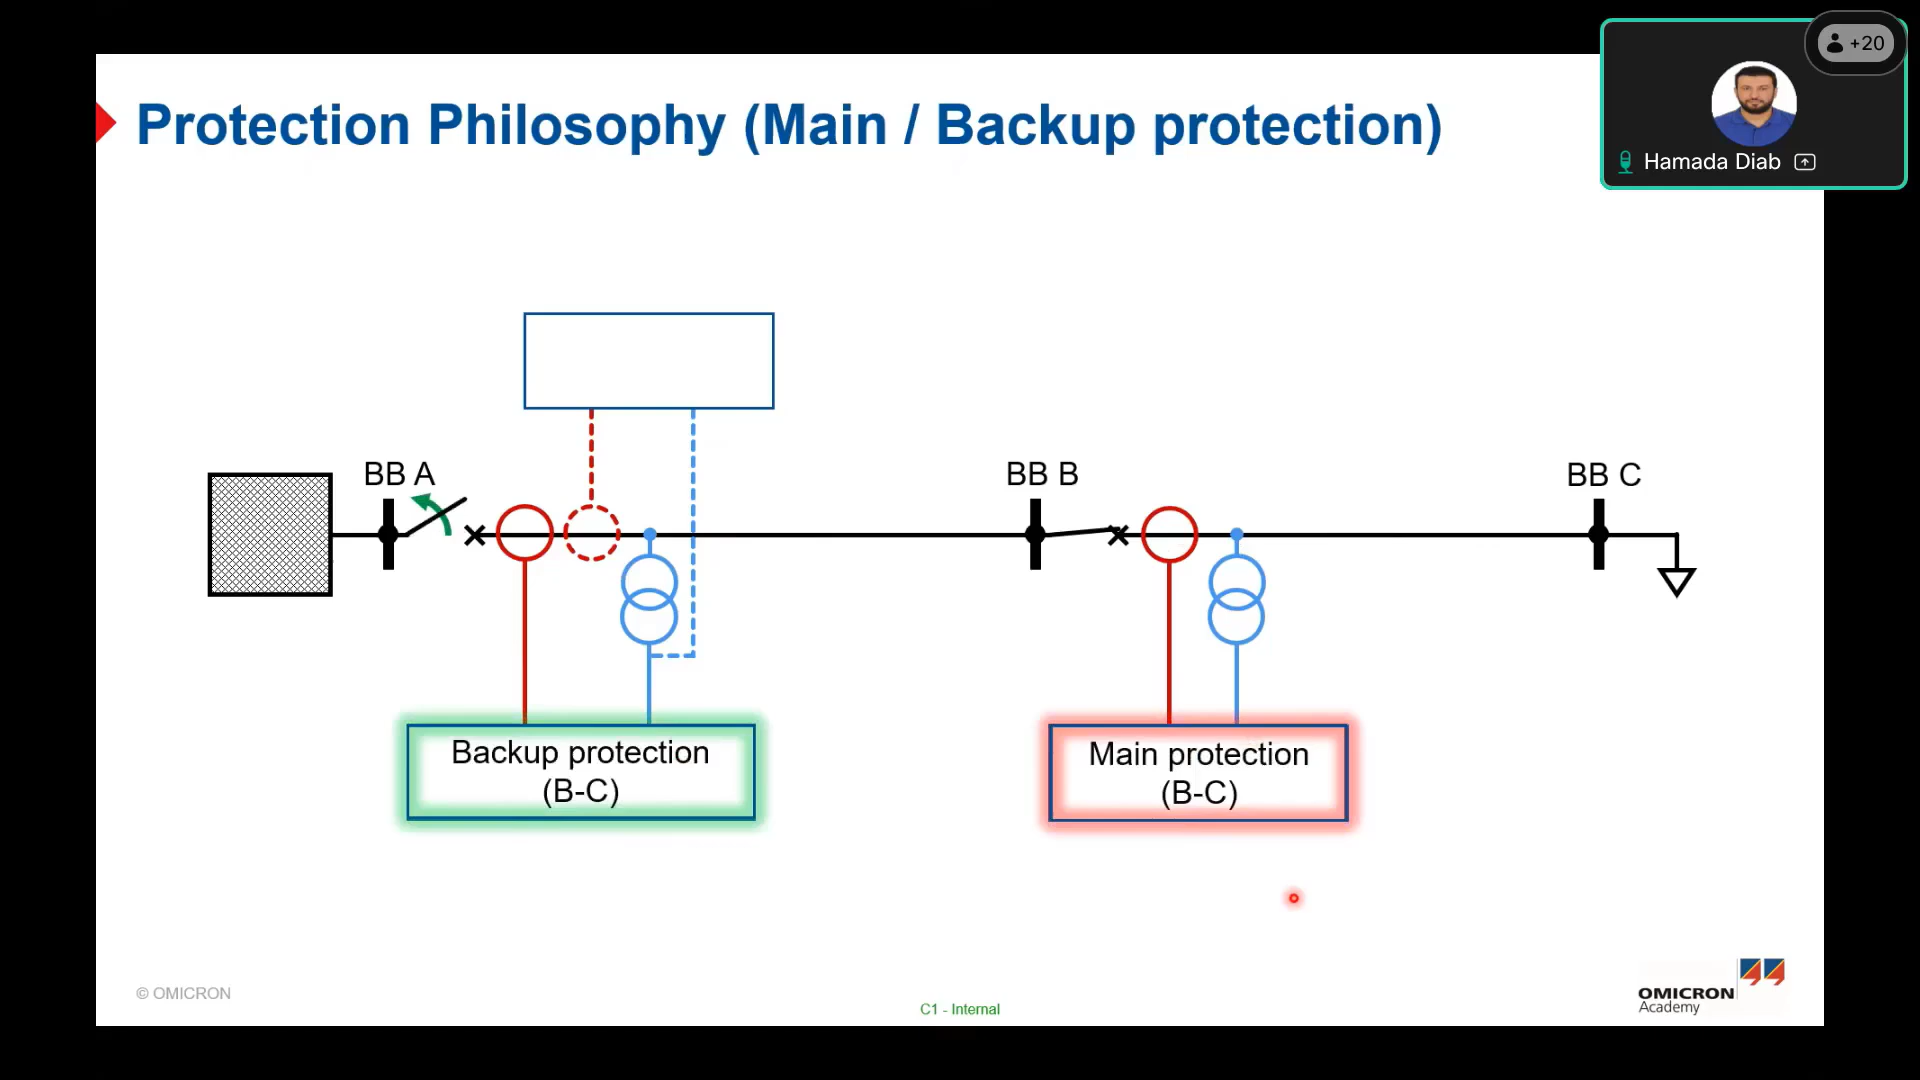 +20
Protection Philosophy (Main / Backup protection)
Hamada Diab
BB A
BB B
BB C
Backup protection
(B-C)
Main protection
(B-C)
© OMICRON
C1 - Internal
OMICRON
Academy